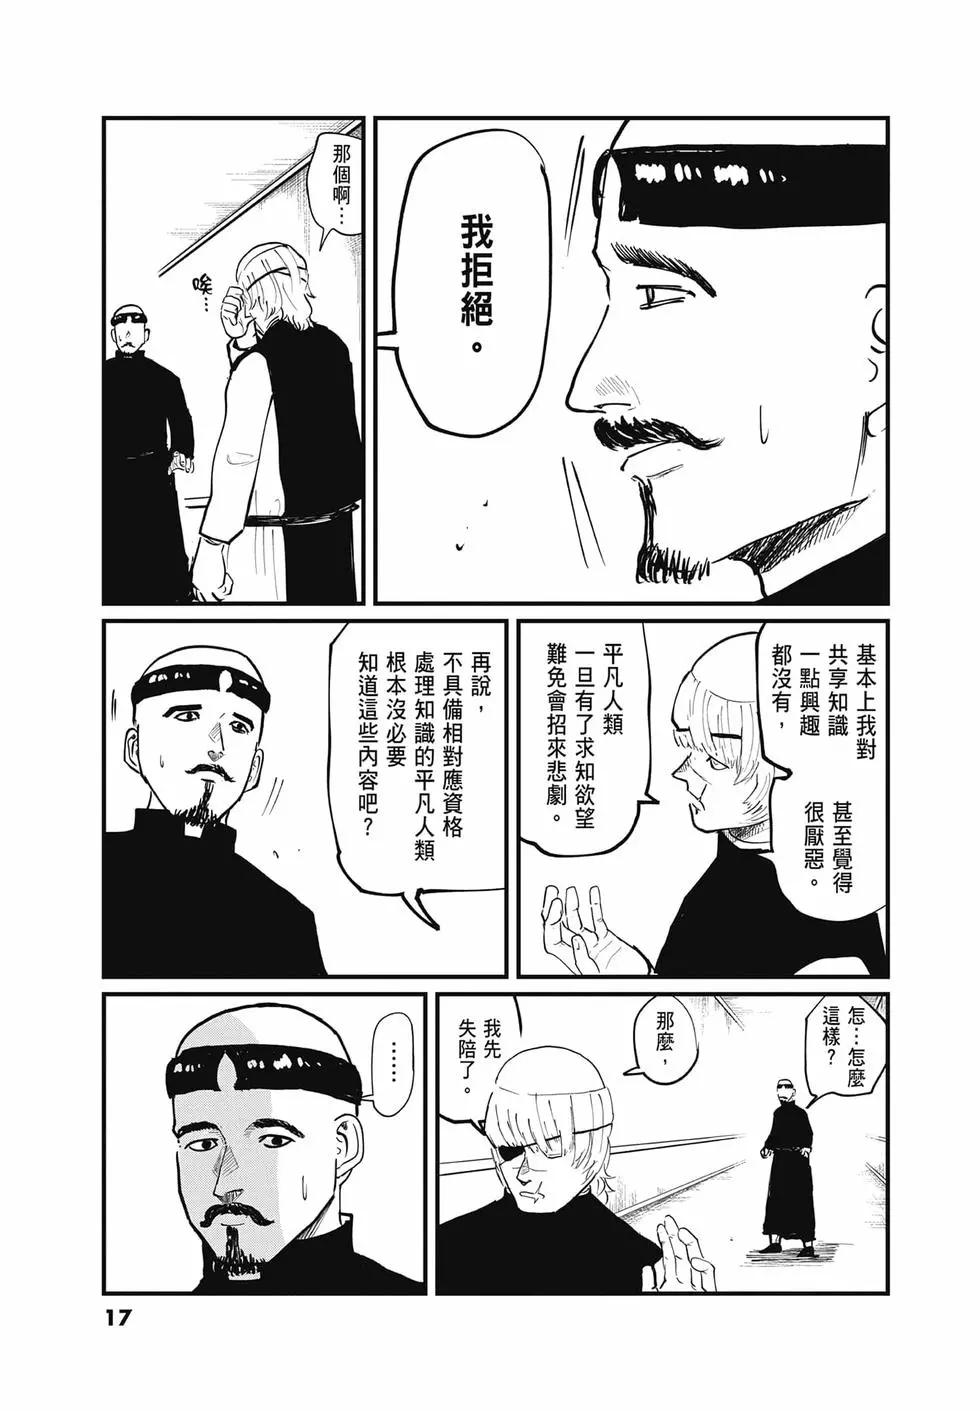 我拒絕。
那個啊…
唉…
基本上我對
共享知識
一點興趣
都沒有，
甚至覺得
很厭惡。
平凡人類
一旦有了求知欲望
難免會招來悲劇。
再說，
不具備相對應資格
處理知識的平凡人類
根本沒必要
知道這些內容吧？
怎…怎麼
這樣？
那麼，
我先
失陪了。
……
17